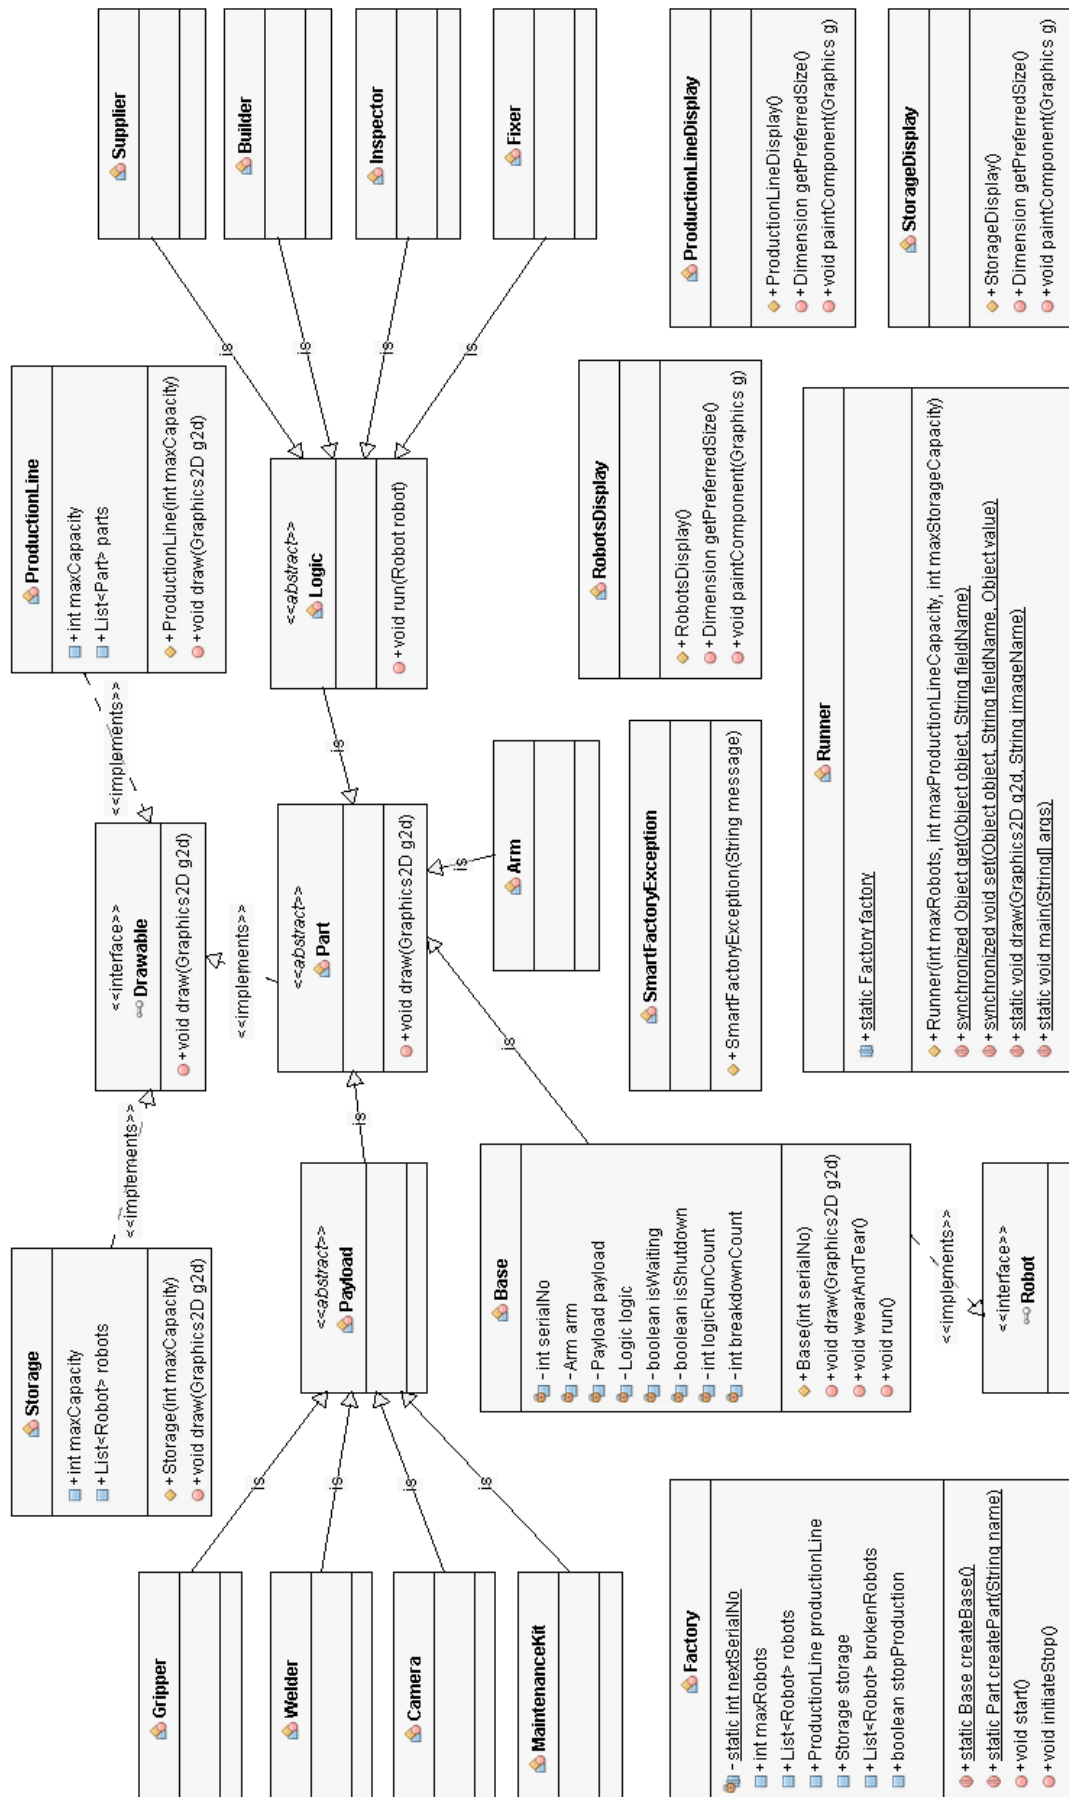 Gripper
Welder
Camera
MaintenanceKit
is
is
is
is
Storage
+ int maxCapacity
+ List<Robot> robots
+ Storage(int maxCapacity)
+ void draw(Graphics2D g2d)
<<implements>>
<<interface>>
Drawable
+ void draw(Graphics2D g2d)
<<implements>>
ProductionLine
+ int maxCapacity
+ List<Part> parts
+ ProductionLine(int maxCapacity)
+ void draw(Graphics2D g2d)
<<implements>>
<<abstract>>
Payload
is
<<abstract>>
Part
+ void draw(Graphics2D g2d)
is
<<abstract>>
Logic
+ void run(Robot robot)
is
is
is
is
Supplier
Builder
Inspector
Fixer
is
Arm
is
Factory
- static int nextSerialNo
+ int maxRobots
+ List<Robot> robots
+ ProductionLine productionLine
+ Storage storage
+ List<Robot> brokenRobots
+ boolean stopProduction
+ static Base createBase()
+ static Part createPart(String name)
+ void start()
+ void initiateStop()
Base
- int serialNo
- Arm arm
- Payload payload
- Logic logic
- boolean isWaiting
- boolean isShutdown
- int logicRunCount
- int breakdownCount
+ Base(int serialNo)
+ void draw(Graphics2D g2d)
+ void wearAndTear()
+ void run()
<<implements>>
<<interface>>
Robot
SmartFactoryException
+ SmartFactoryException(String message)
RobotsDisplay
+ RobotsDisplay()
+ Dimension getPreferredSize()
+ void paintComponent(Graphics g)
ProductionLineDisplay
+ ProductionLineDisplay()
+ Dimension getPreferredSize()
+ void paintComponent(Graphics g)
Runner
+ static Factory factory
+ Runner(int maxRobots, int maxProductionLineCapacity, int maxStorageCapacity)
+ synchronized Object get(Object object, String fieldName)
+ synchronized void set(Object object, String fieldName, Object value)
+ static void draw(Graphics2D g2d, String imageName)
+ static void main(String[] args)
StorageDisplay
+ StorageDisplay()
+ Dimension getPreferredSize()
+ void paintComponent(Graphics g)